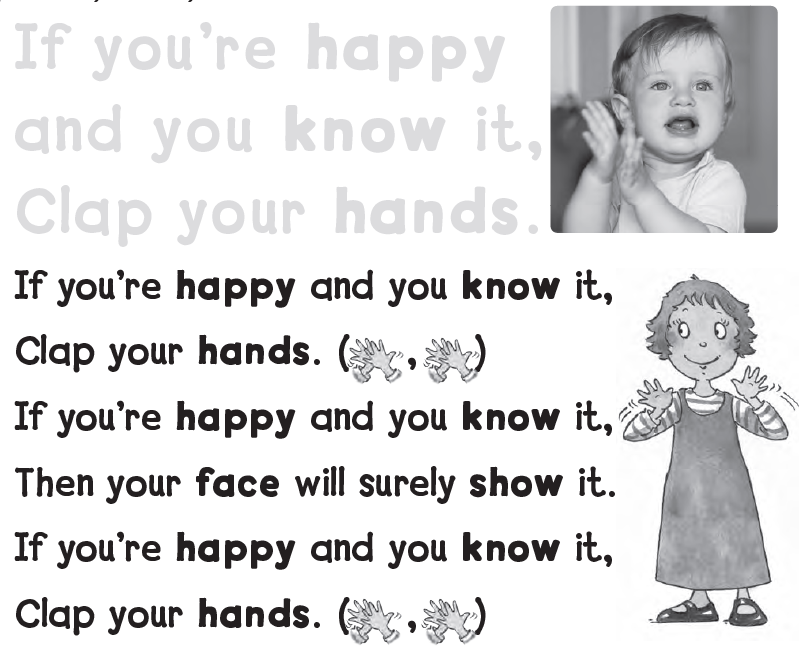 If you're happy
and you know it,
Clap your hands.
If you're happy and you know it,
Clap your hands. ( , )
If you're happy and you know it,
Then your face will surely show it.
If you're happy and you know it,
Clap your hands. ( , )